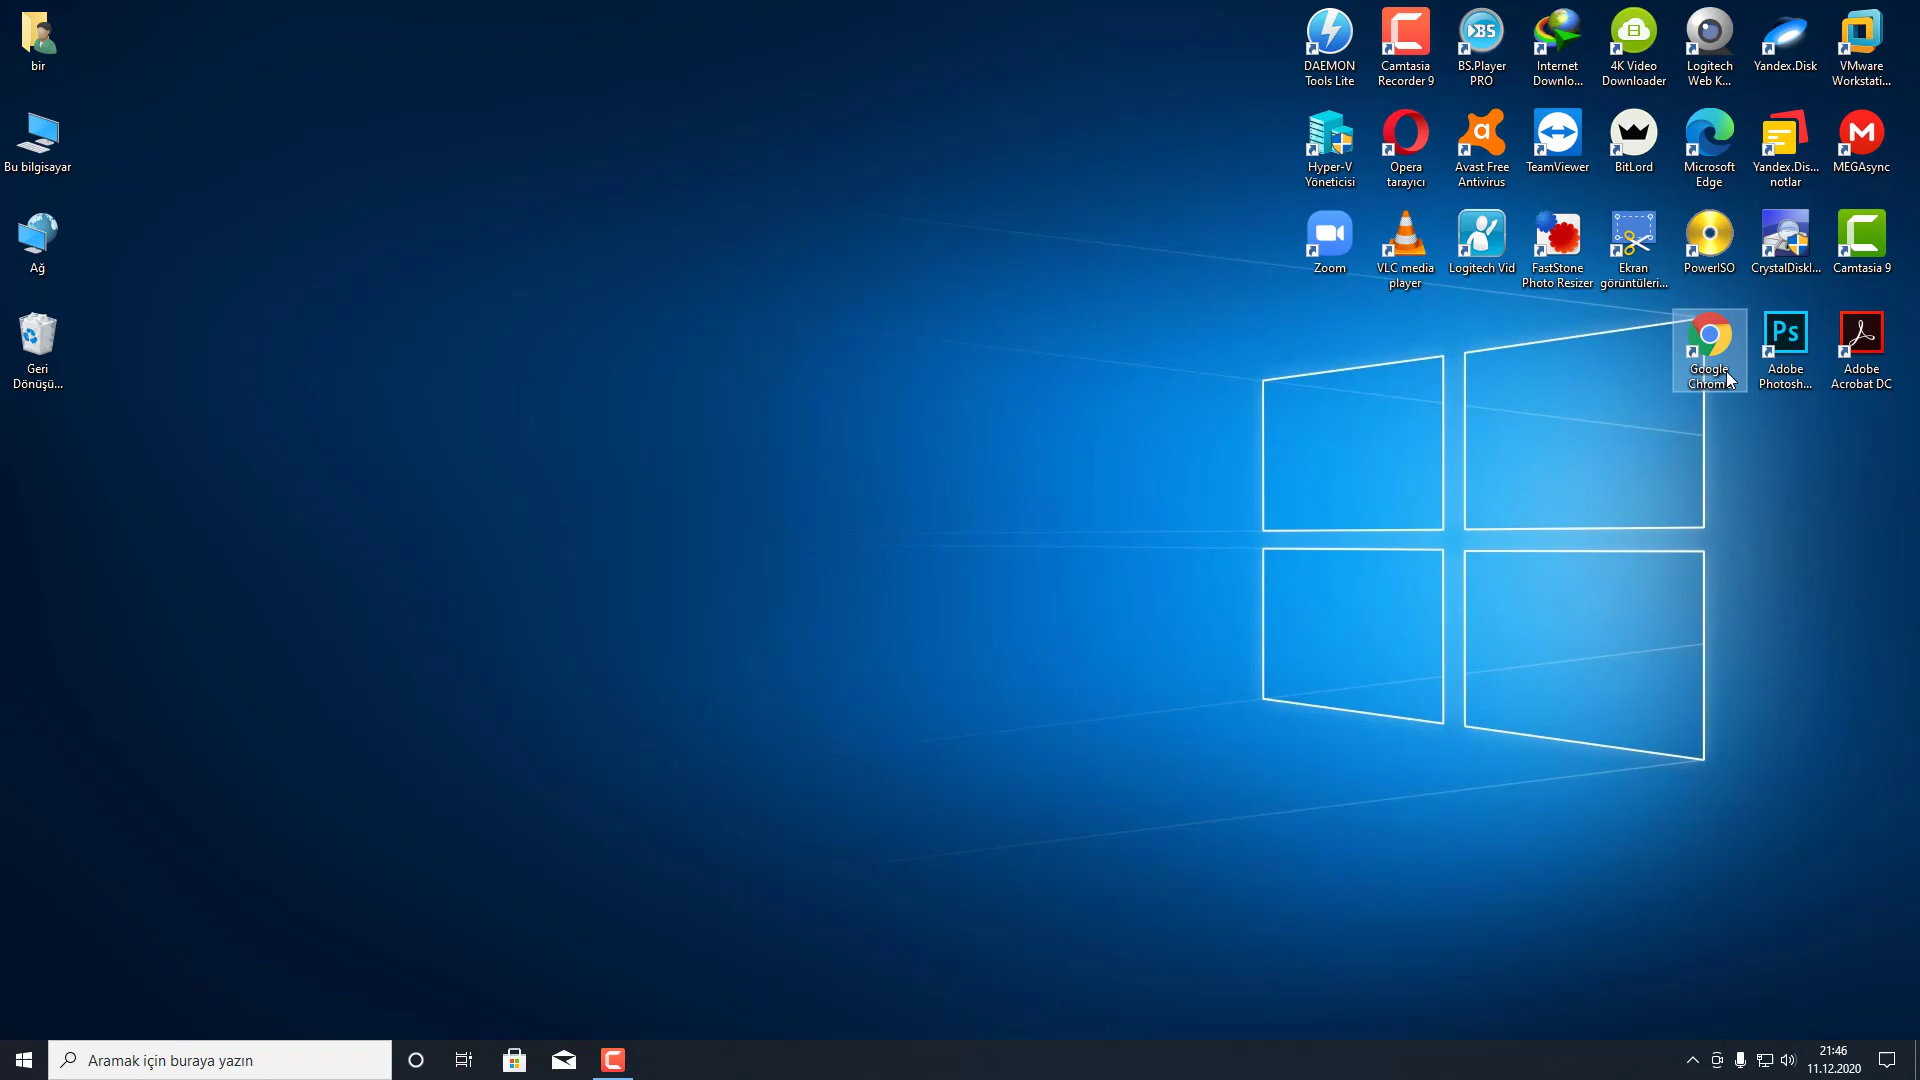 bir
Bu bilgisayar
Ağ
Geri
Dönüşü...
DAEMON
Tools Lite
Camtasia
Recorder 9
BS.Player
PRO
Internet
Downlo...
4K Video
Downloader
Logitech
Web K...
Yandex.Disk
VMware
Workstati...
Hyper-V
Yöneticisi
Opera
tarayıcı
Avast Free
Antivirus
TeamViewer
BitLord
Microsoft
Edge
Yandex.Dis...
notlar
MEGAsync
Zoom
VLC media
player
Logitech Vid
FastStone
Photo Resizer
Ekran
görüntüleri...
PowerISO
CrystalDiskI...
Camtasia 9
Google
Chrome
Adobe
Photosh...
Adobe
Acrobat DC
Aramak için buraya yazın
21:46
11.12.2020